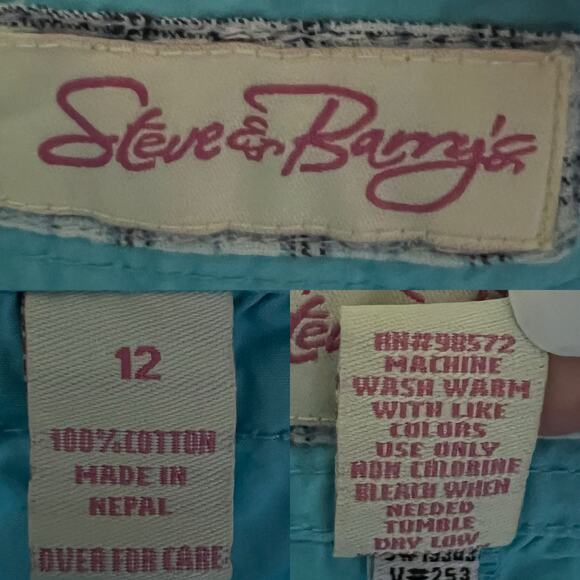 Steve & Barry's
12
100% COTTON
MADE IN
NEPAL
OVER FOR CARE
RN#98572
MACHINE
WASH WARM
WITH LIKE
COLORS
USE ONLY
NON CHLORINE
BLEACH WHEN
NEEDED
TUMBLE
DRY LOW
V#253